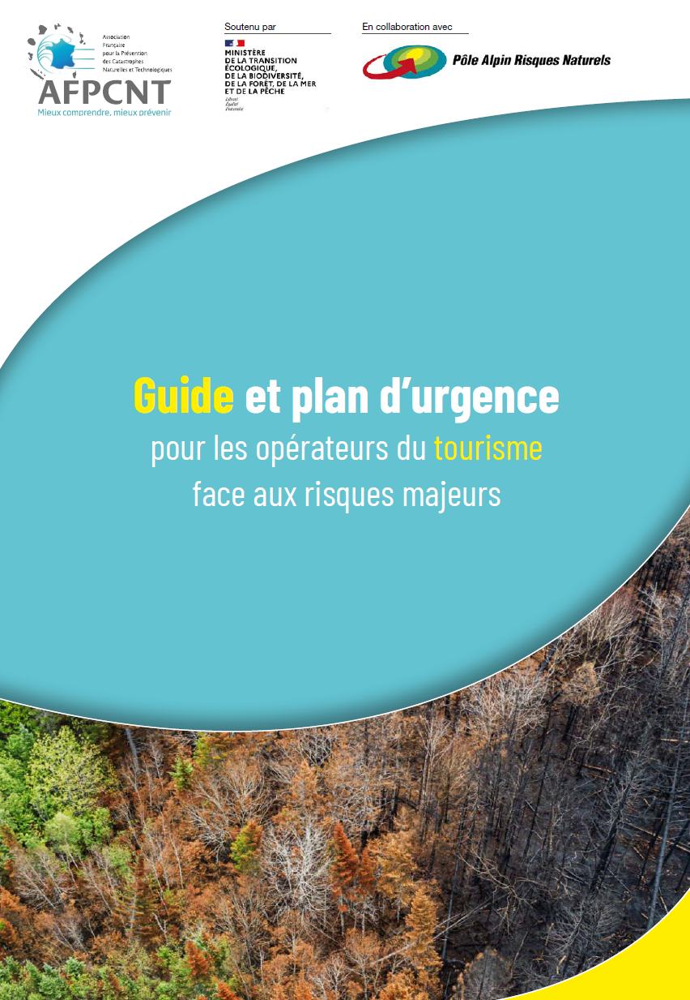 Association
Française
pour la Prévention
des Catastrophes
Naturelles et Technologiques
AFPCNT
Mieux comprendre, mieux prévenir
Soutenu par
MINISTÈRE
DE LA TRANSITION
ÉCOLOGIQUE,
DE LA BIODIVERSITÉ,
DE LA FORÊT, DE LA MER
ET DE LA PÊCHE
Liberté
Égalité
Fraternité
En collaboration avec
Pôle Alpin Risques Naturels
Guide et plan d’urgence
pour les opérateurs du tourisme
face aux risques majeurs